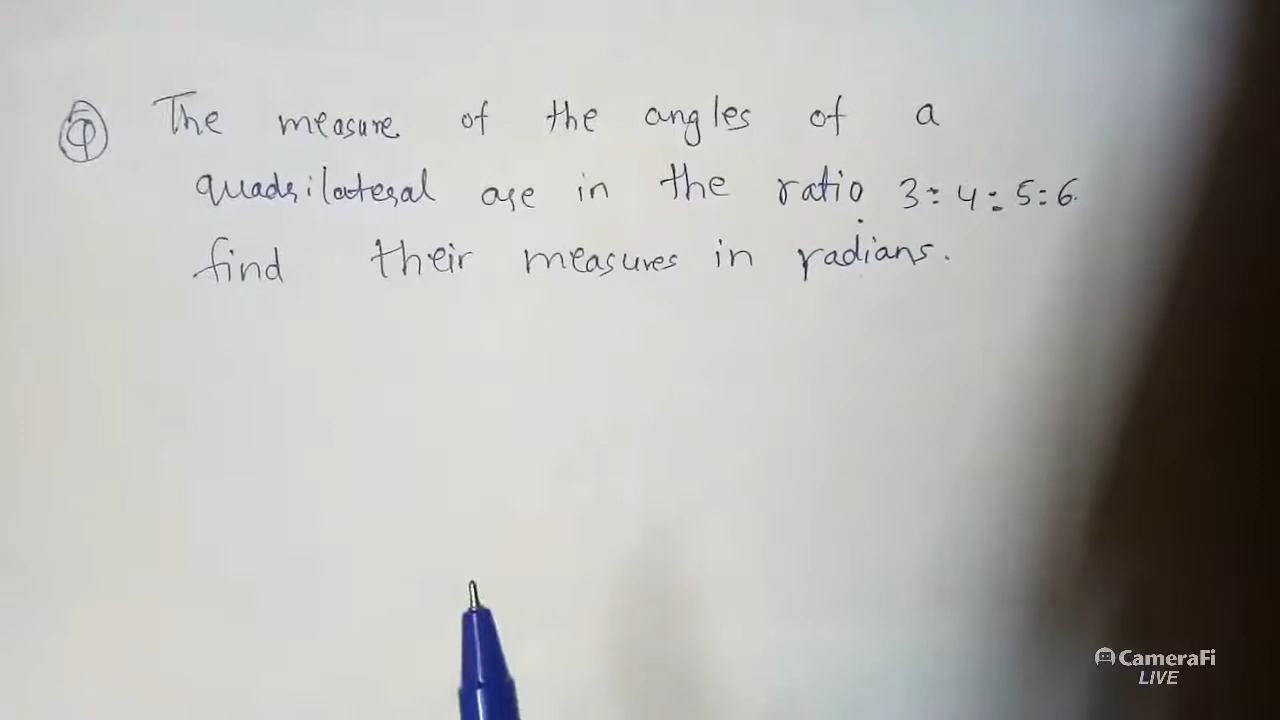 Q The measure of the angles of a
quadrilateral are in the ratio 3:4:5:6.
find their measures in radians.
CameraFi
LIVE